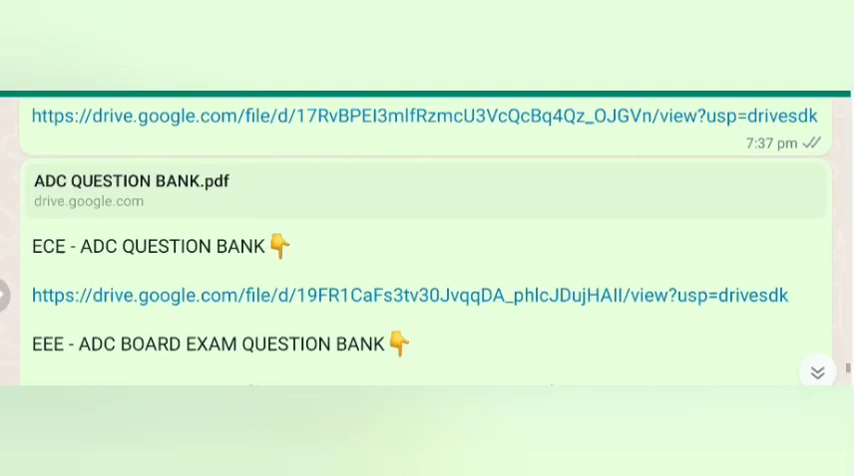 https://drive.google.com/file/d/17RvBPEI3mlfRzmcU3VcQcBq4Qz_OJGVn/view?usp=drivesdk
7:37 pm
ADC QUESTION BANK.pdf
drive.google.com
ECE - ADC QUESTION BANK👇
https://drive.google.com/file/d/19FR1CaFs3tv30JvqqDA_phlcJDujHAII/view?usp=drivesdk
EEE - ADC BOARD EXAM QUESTION BANK👇